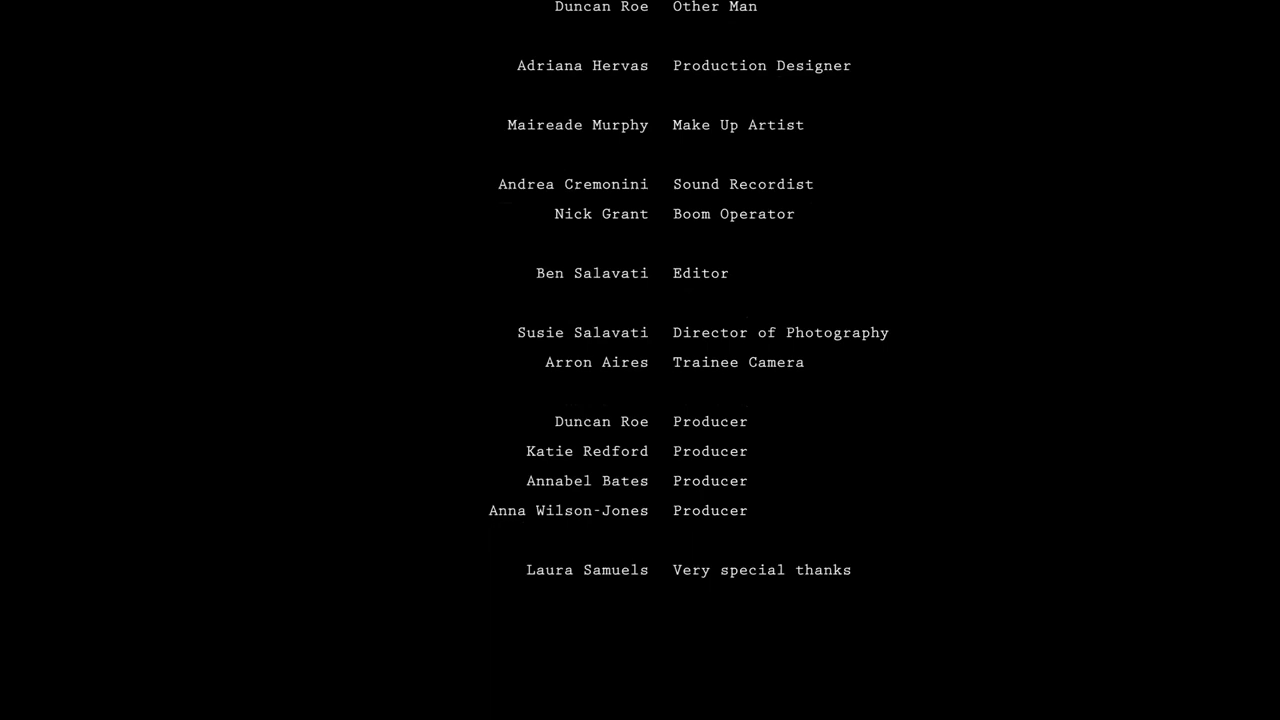 Duncan Roe Other Man
Adriana Hervas Production Designer
Maireade Murphy Make Up Artist
Andrea Cremonini Sound Recordist
Nick Grant Boom Operator
Ben Salavati Editor
Susie Salavati Director of Photography
Arron Aires Trainee Camera
Duncan Roe Producer
Katie Redford Producer
Annabel Bates Producer
Anna Wilson-Jones Producer
Laura Samuels Very special thanks